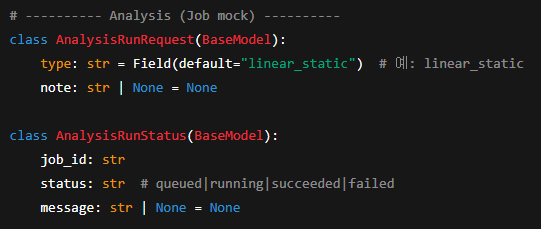 # ---------- Analysis (Job mock) ----------
class AnalysisRunRequest(BaseModel):
type: str = Field(default="linear_static")  # 예: linear_static
note: str | None = None
class AnalysisRunStatus(BaseModel):
job_id: str
status: str  # queued|running|succeeded|failed
message: str | None = None